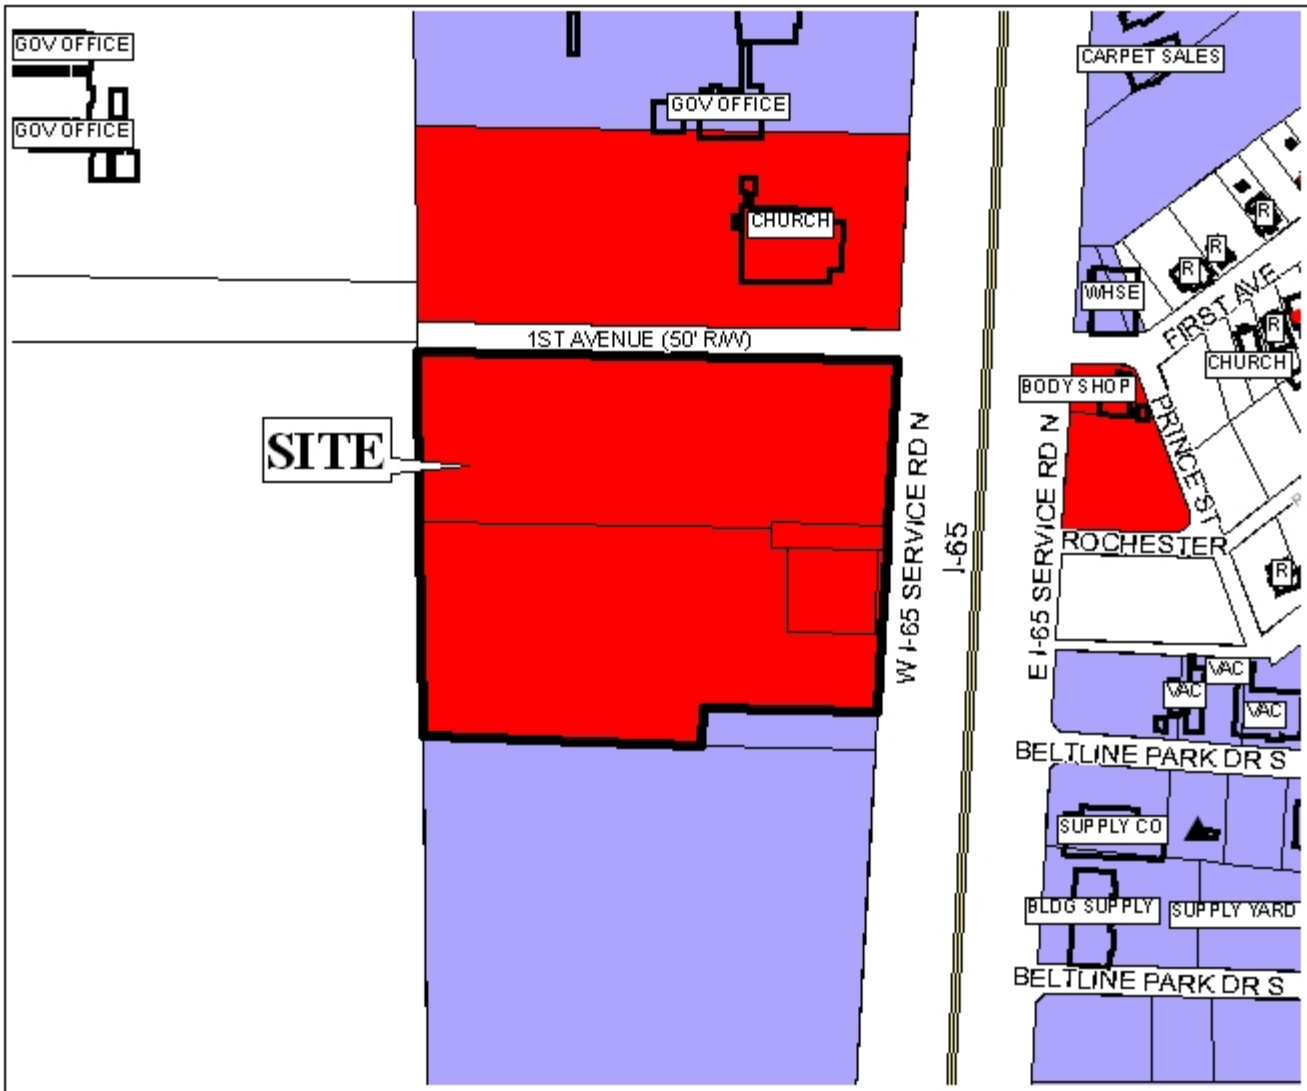 GOV OFFICE
CARPET SALES
GOV OFFICE
GOV OFFICE
CHURCH
R
R
R
WHSE
FIRST AVE
R
1ST AVENUE (50' R/W)
CHURCH
BODY SHOP
PRINCE ST
SITE
W I-65 SERVICE RD N
I-65
E I-65 SERVICE RD N
ROCHESTER
R
VAC
VAC
VAC
BELTLINE PARK DR S
SUPPLY CO
BLDG SUPPLY
SUPPLY YARD
BELTLINE PARK DR S